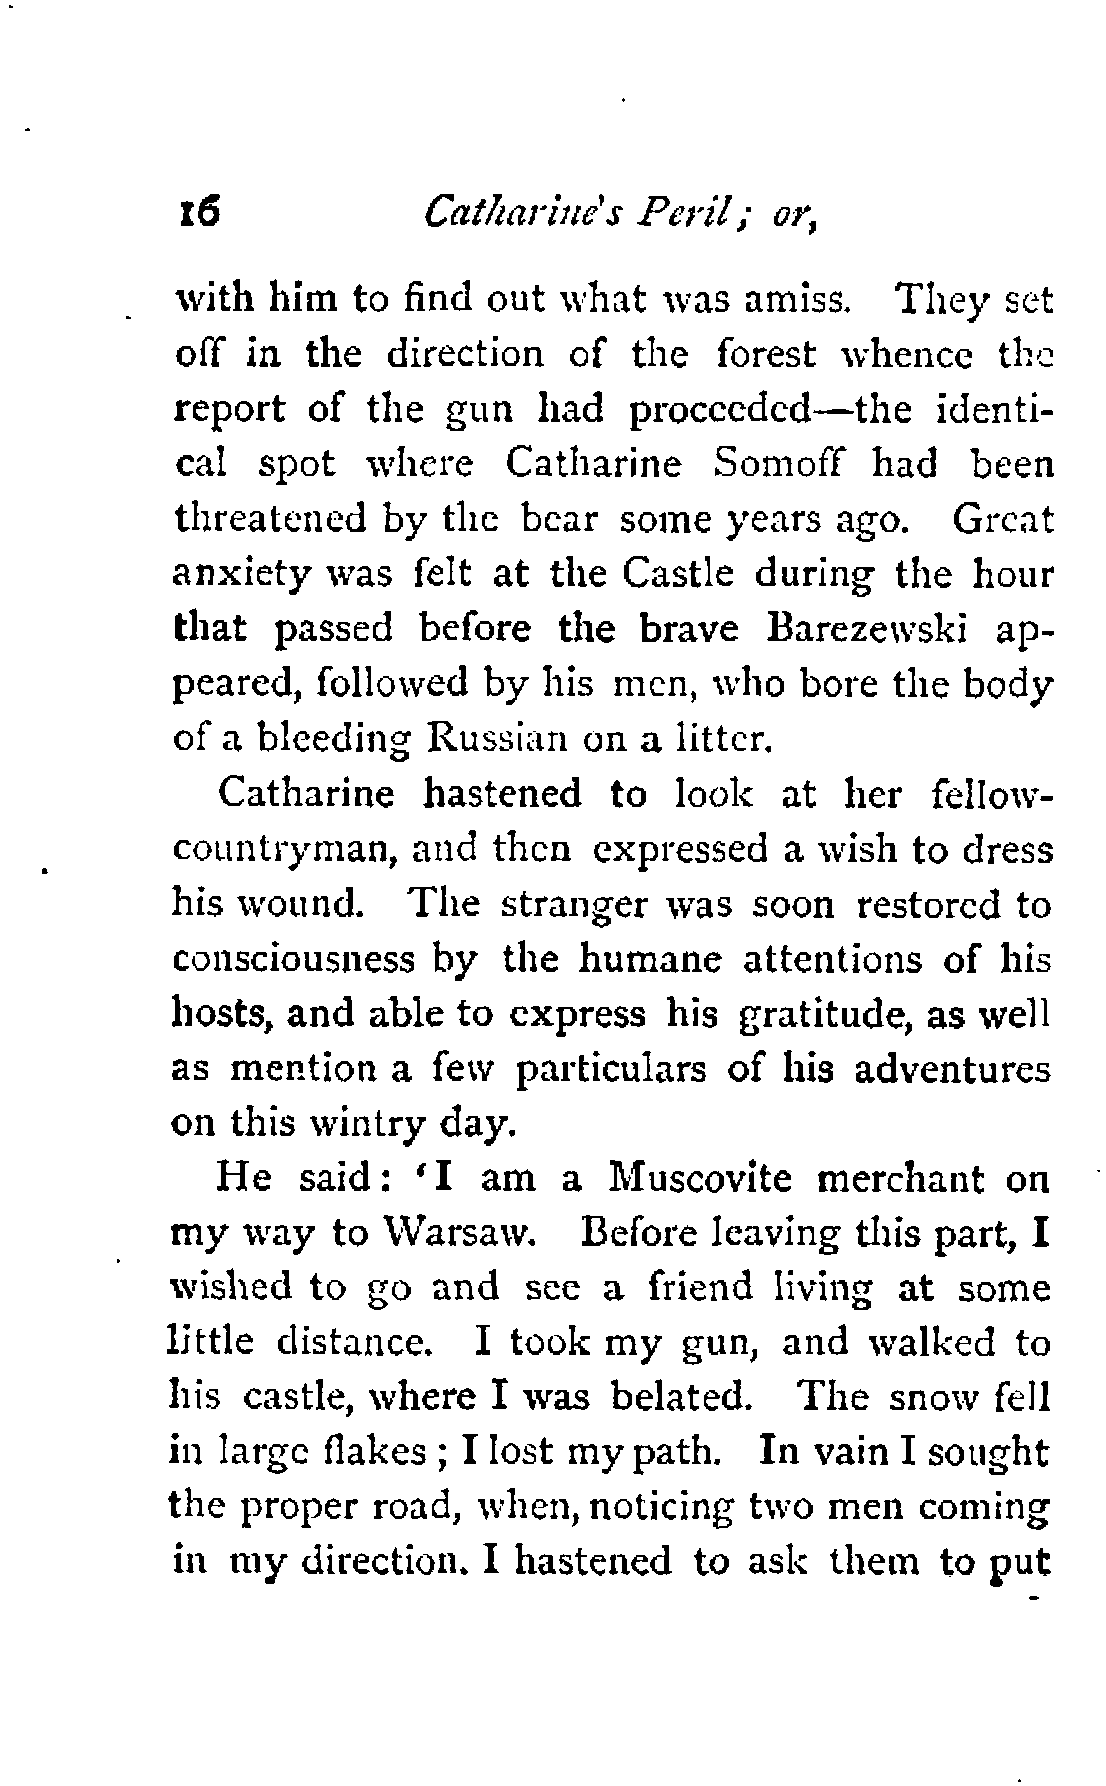 16 Catharine's Peril; or,
with him to find out what was amiss. They set
off in the direction of the forest whence the
report of the gun had proceeded—the identi-
cal spot where Catharine Somoff had been
threatened by the bear some years ago. Great
anxiety was felt at the Castle during the hour
that passed before the brave Barezewski ap-
peared, followed by his men, who bore the body
of a bleeding Russian on a litter.
Catharine hastened to look at her fellow-
countryman, and then expressed a wish to dress
his wound. The stranger was soon restored to
consciousness by the humane attentions of his
hosts, and able to express his gratitude, as well
as mention a few particulars of his adventures
on this wintry day.
He said: 'I am a Muscovite merchant on
my way to Warsaw. Before leaving this part, I
wished to go and see a friend living at some
little distance. I took my gun, and walked to
his castle, where I was belated. The snow fell
in large flakes; I lost my path. In vain I sought
the proper road, when, noticing two men coming
in my direction. I hastened to ask them to put